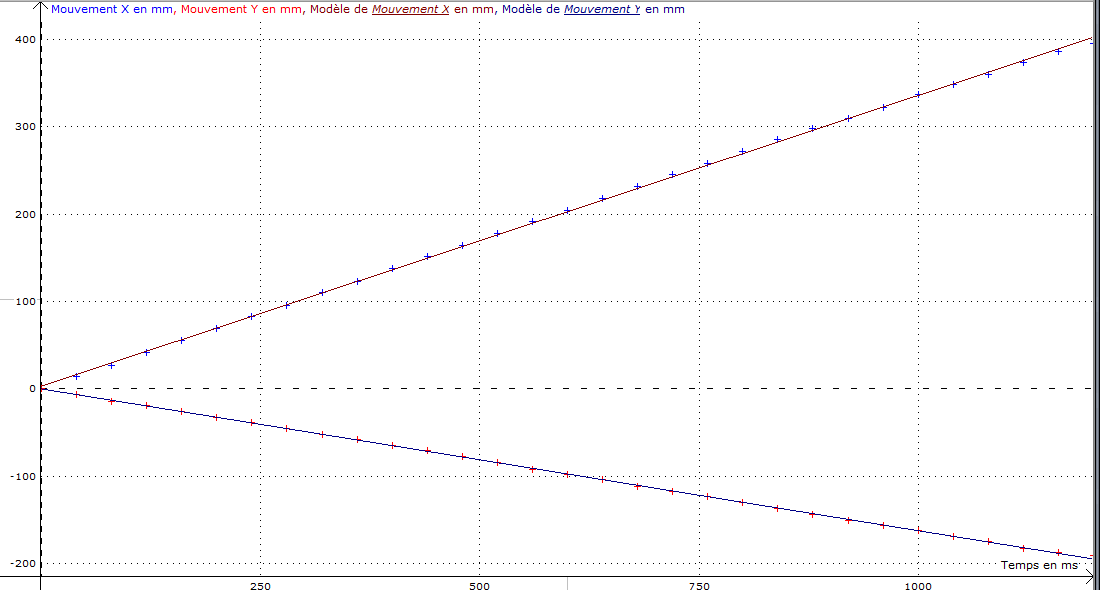 Mouvement X en mm, Mouvement Y en mm, Modèle de Mouvement X en mm, Modèle de Mouvement Y en mm
400
300
200
100
0
-100
-200
Temps en ms
250 500 750 1000